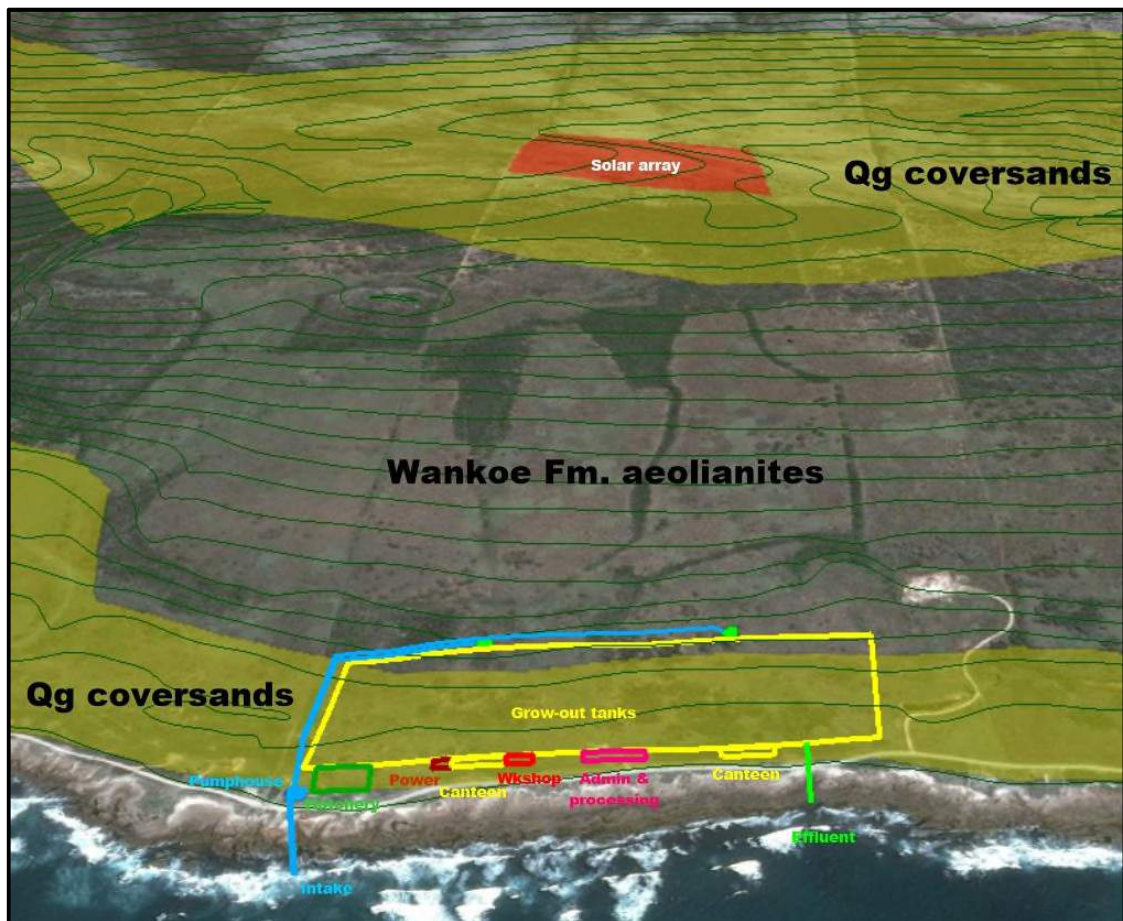 Solar array
Qg coversands
Wankoe Fm. aeolianites
Qg coversands
Grow-out tanks
Pumphouse
Power
Canteen
Wkshop
Admin &
processing
Canteen
Effluent
Intake